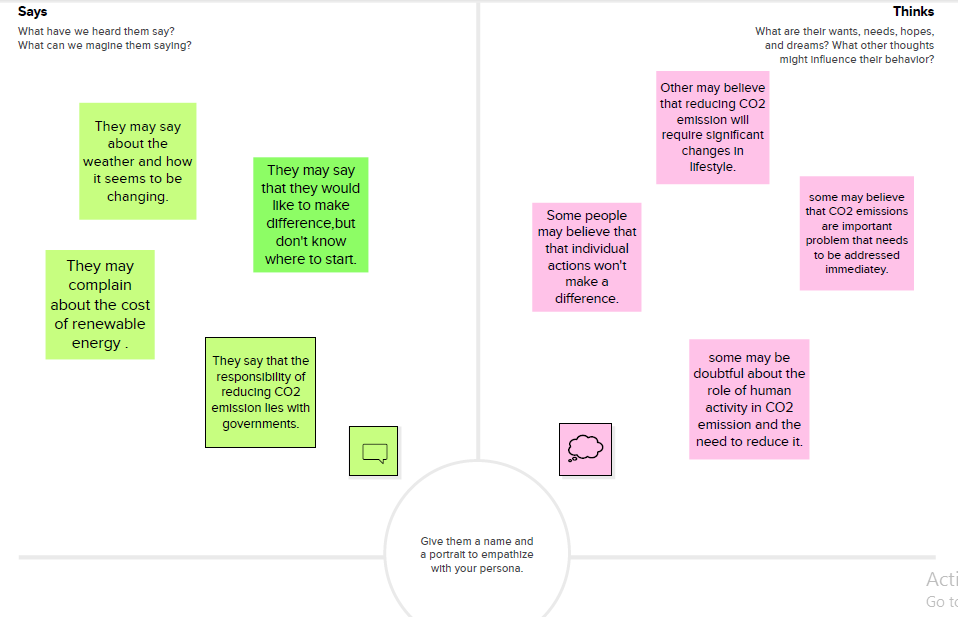 Says
What have we heard them say?
What can we magine them saying?
They may say
about the
weather and how
it seems to be
changing.
They may say
that they would
like to make
difference,but
don't know
where to start.
They may
complain
about the cost
of renewable
energy .
They say that the
responsibility of
reducing CO2
emission lies with
governments.
Thinks
What are their wants, needs, hopes,
and dreams? What other thoughts
might influence their behavior?
Other may believe
that reducing CO2
emission will
require significant
changes in
lifestyle.
some may believe
that CO2 emissions
are important
problem that needs
to be addressed
immediatey.
Some people
may believe that
that individual
actions won't
make a
difference.
some may be
doubtful about the
role of human
activity in CO2
emission and the
need to reduce it.
Give them a name and
a portrait to empathize
with your persona.
Acti
Go to